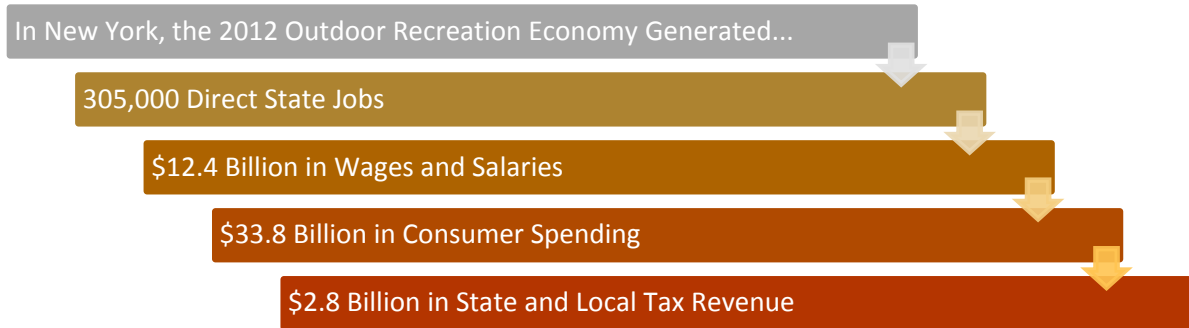 In New York, the 2012 Outdoor Recreation Economy Generated...
305,000 Direct State Jobs
$12.4 Billion in Wages and Salaries
$33.8 Billion in Consumer Spending
$2.8 Billion in State and Local Tax Revenue